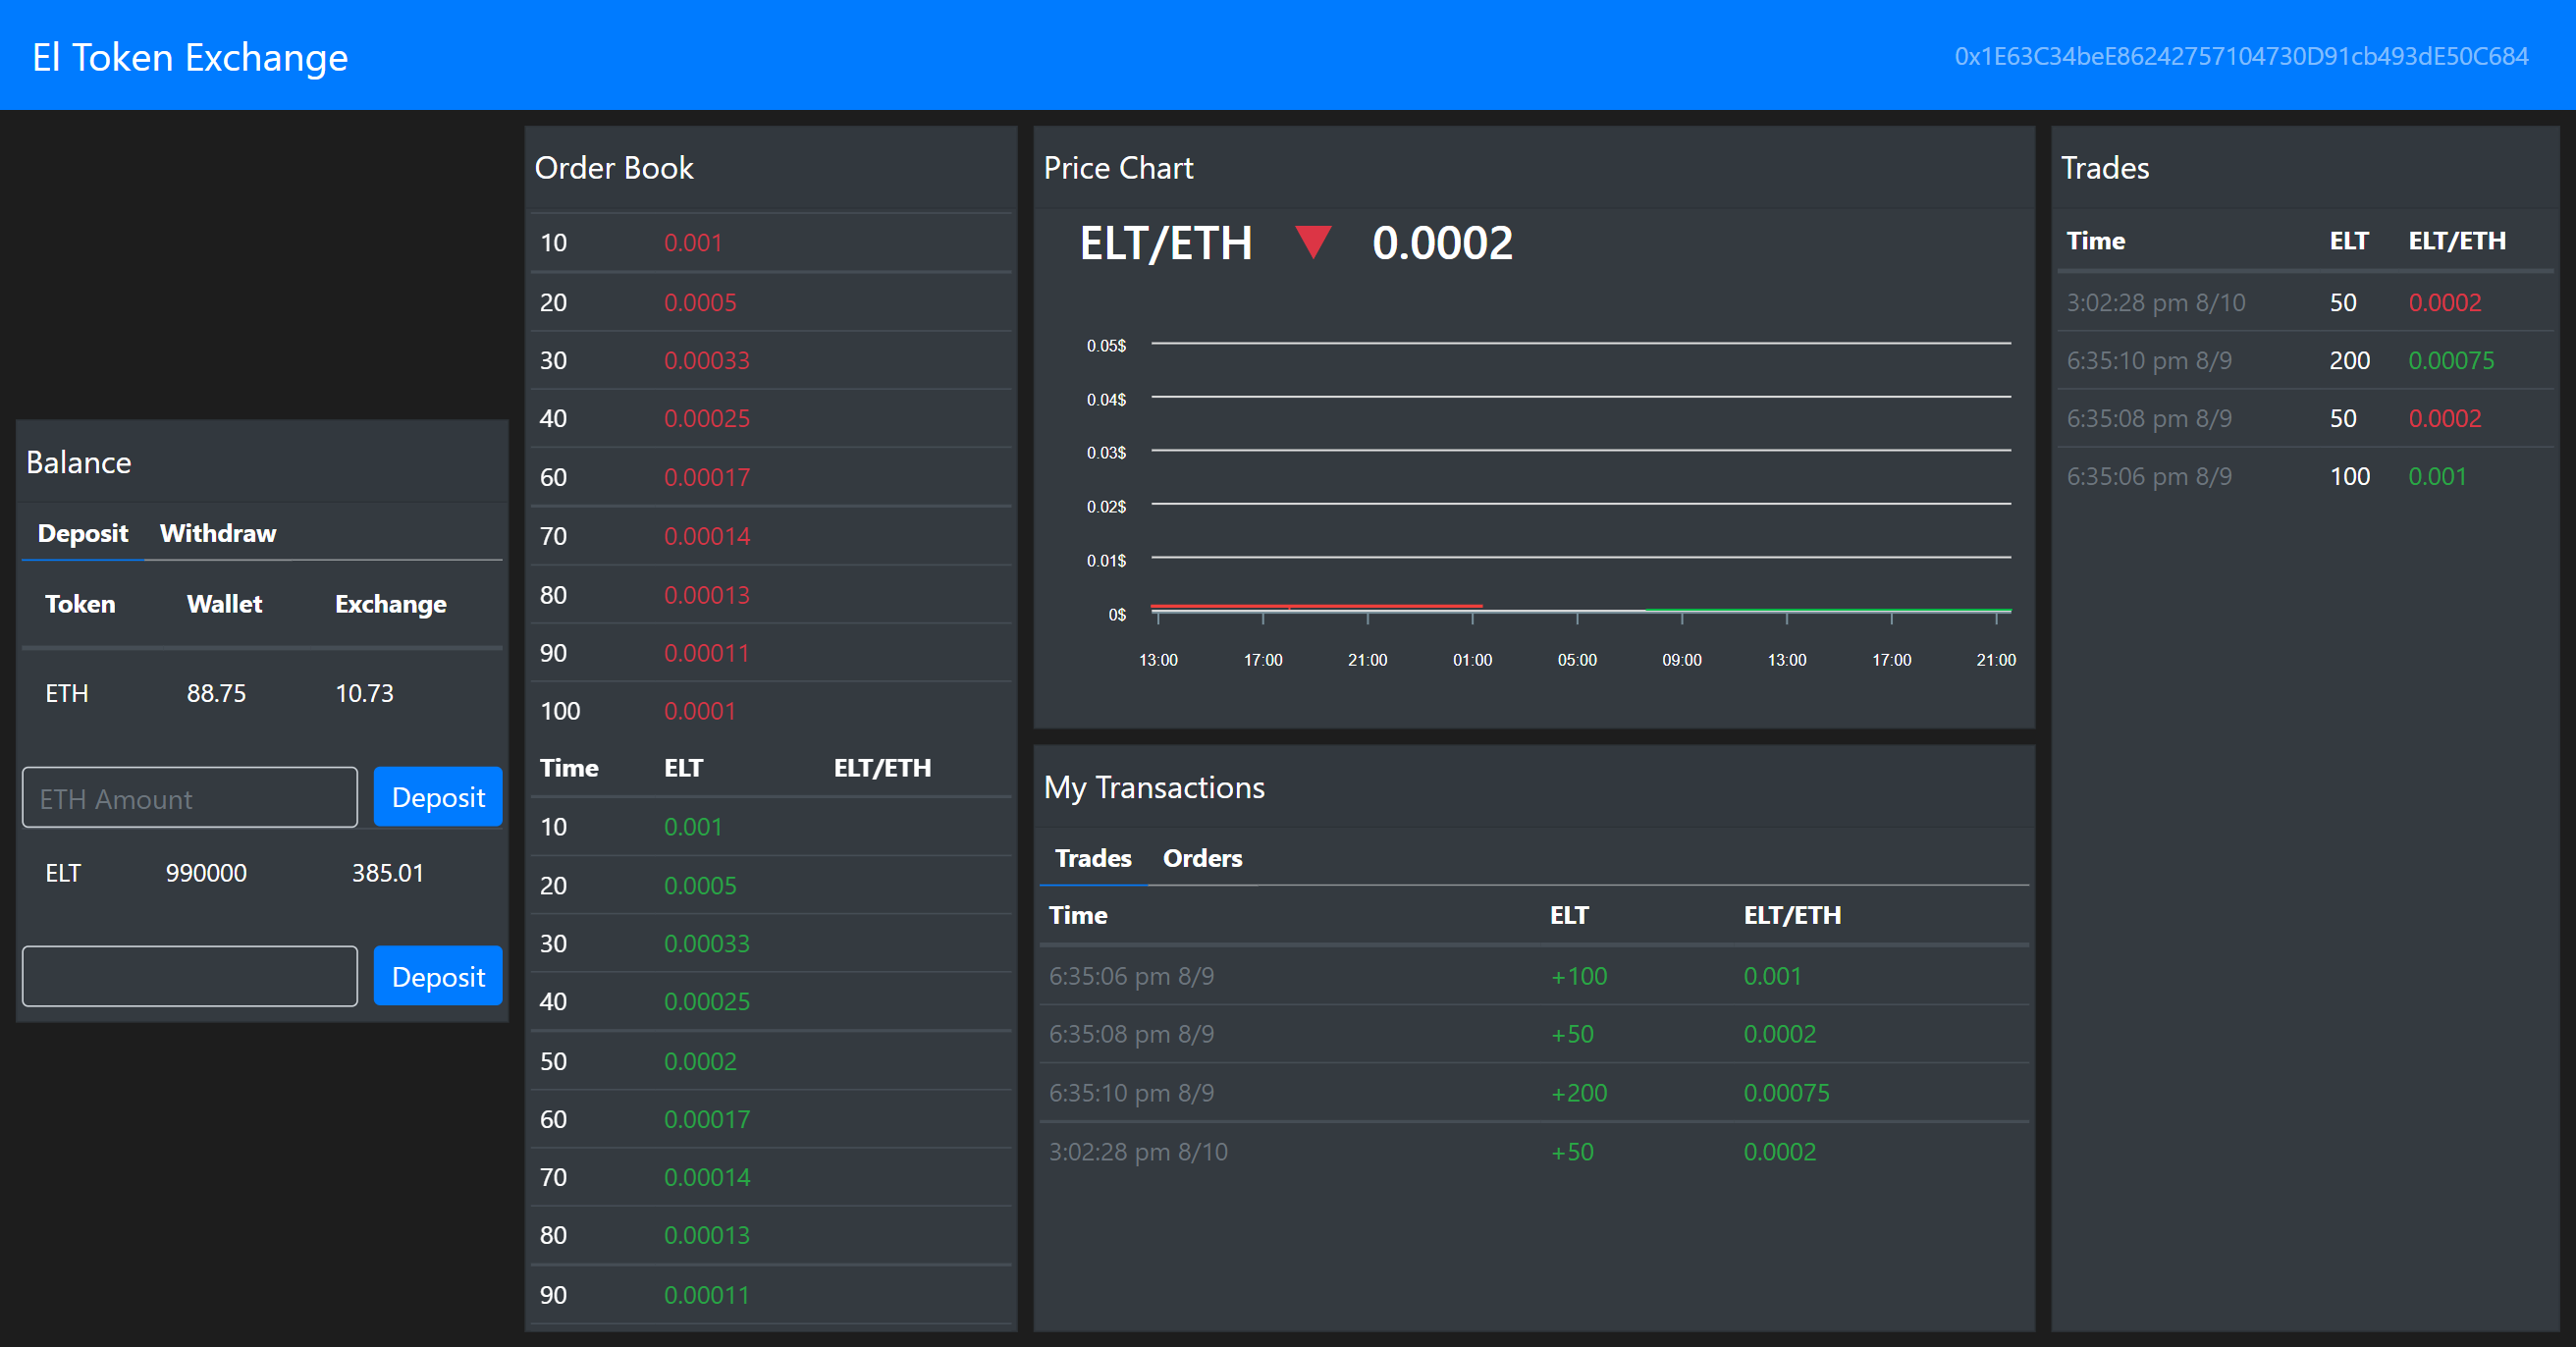 El Token Exchange
0x1E63C34beE86242757104730D91cb493dE50C684
Balance
Deposit Withdraw
Token Wallet Exchange
ETH 88.75 10.73
ETH Amount Deposit
ELT 990000 385.01
Deposit
Order Book
10 0.001
20 0.0005
30 0.00033
40 0.00025
60 0.00017
70 0.00014
80 0.00013
90 0.00011
100 0.0001
Time ELT ELT/ETH
10 0.001
20 0.0005
30 0.00033
40 0.00025
50 0.0002
60 0.00017
70 0.00014
80 0.00013
90 0.00011
Price Chart
ELT/ETH ▼ 0.0002
0.05$
0.04$
0.03$
0.02$
0.01$
0$
13:00 17:00 21:00 01:00 05:00 09:00 13:00 17:00 21:00
My Transactions
Trades Orders
Time ELT ELT/ETH
6:35:06 pm 8/9 +100 0.001
6:35:08 pm 8/9 +50 0.0002
6:35:10 pm 8/9 +200 0.00075
3:02:28 pm 8/10 +50 0.0002
Trades
Time ELT ELT/ETH
3:02:28 pm 8/10 50 0.0002
6:35:10 pm 8/9 200 0.00075
6:35:08 pm 8/9 50 0.0002
6:35:06 pm 8/9 100 0.001